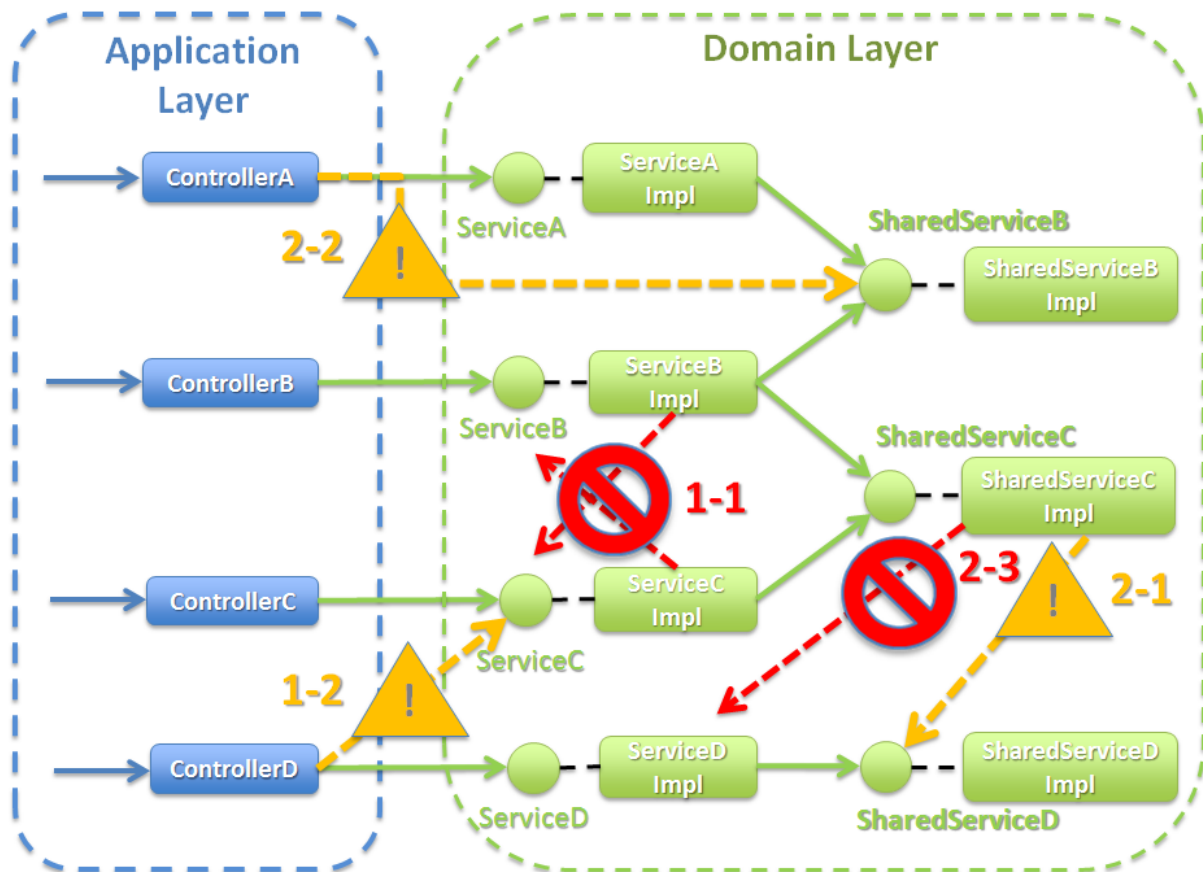 Application
Layer
Domain Layer
ControllerA
ServiceA
Impl
ServiceA
SharedServiceB
2-2
!
SharedServiceB
Impl
ControllerB
ServiceB
Impl
ServiceB
SharedServiceC
1-1
SharedServiceC
Impl
2-3
!
2-1
ControllerC
ServiceC
Impl
ServiceC
1-2
!
ControllerD
ServiceD
Impl
SharedServiceD
Impl
ServiceD
SharedServiceD